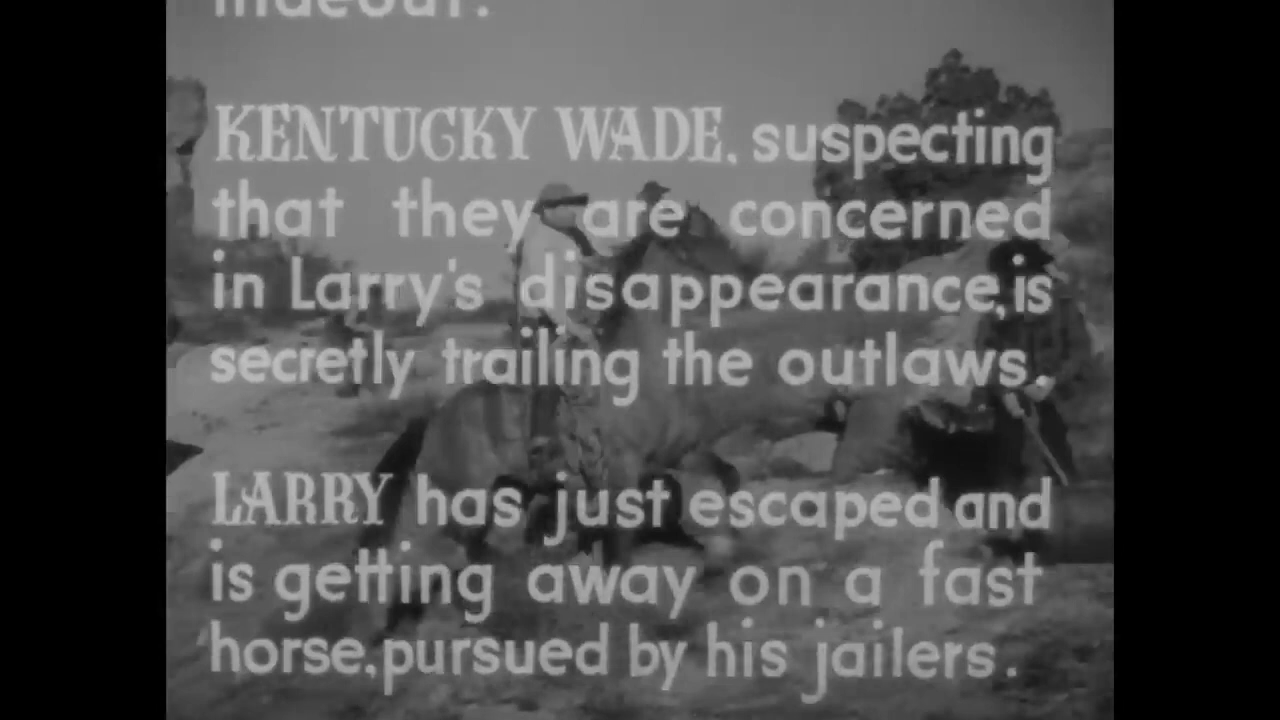 hideout.
KENTUCKY WADE, suspecting
that they are concerned
in Larry's disappearance, is
secretly trailing the outlaws.
LARRY has just escaped and
is getting away on a fast
horse, pursued by his jailers.